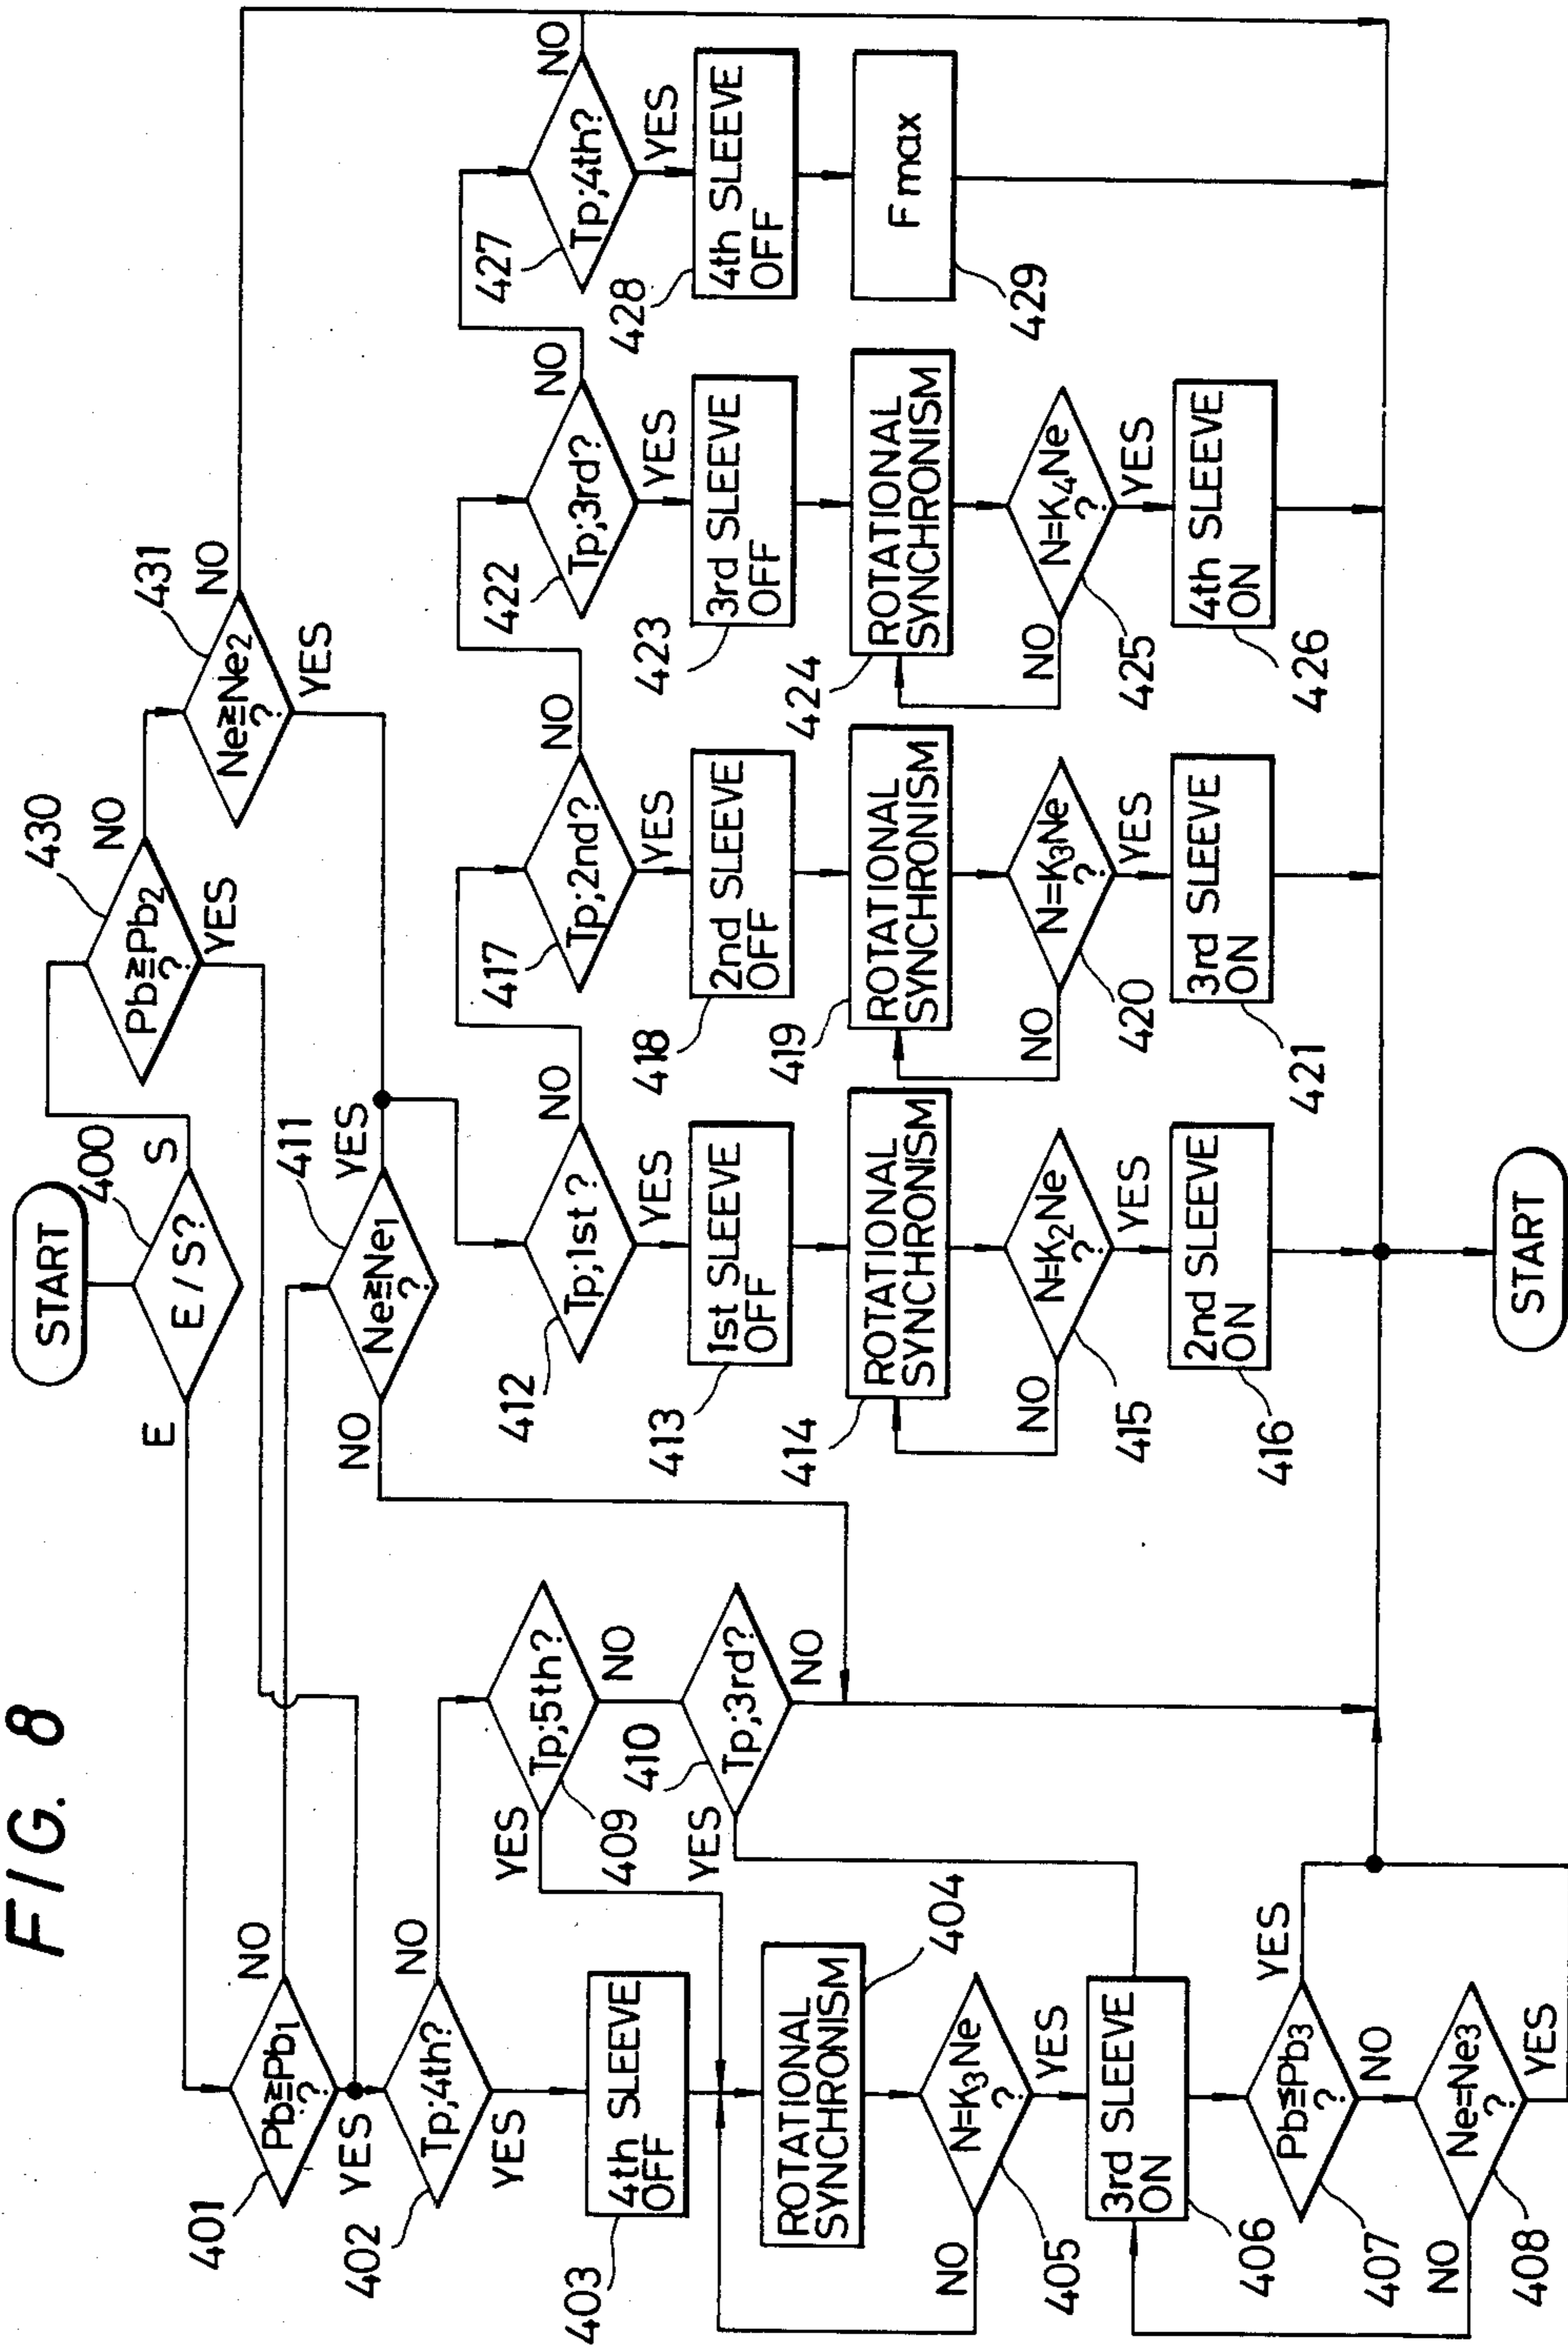 FIG. 8
START
E/S?
400
E
S
Pb≧Pb2
?
430
NO
YES
Ne≧Ne2
?
431
NO
YES
Pb≧Pb1
?
401
NO
YES
Ne≧Ne1
?
411
NO
YES
Tp;4th?
402
NO
YES
Tp;5th?
409
YES
NO
Tp;3rd?
410
YES
NO
4th SLEEVE
OFF
403
ROTATIONAL
SYNCHRONISM
404
N=K3Ne
?
405
NO
YES
3rd SLEEVE
ON
406
Pb≦Pb3
?
407
YES
NO
Ne=Ne3
?
408
NO
YES
Tp;1st?
412
NO
YES
1st SLEEVE
OFF
413
ROTATIONAL
SYNCHRONISM
414
N=K2Ne
?
415
NO
YES
2nd SLEEVE
ON
416
Tp;2nd?
417
NO
YES
2nd SLEEVE
OFF
418
ROTATIONAL
SYNCHRONISM
419
N=K3Ne
?
420
NO
YES
3rd SLEEVE
ON
421
Tp;3rd?
422
NO
YES
3rd SLEEVE
OFF
423
ROTATIONAL
SYNCHRONISM
424
N=K4Ne
?
425
NO
YES
4th SLEEVE
ON
426
Tp;4th?
427
NO
YES
4th SLEEVE
OFF
428
Fmax
429
START